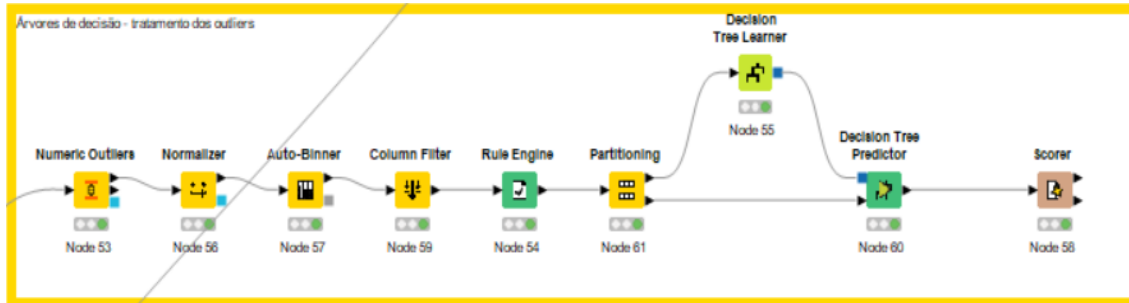 Árvores de decisão - tratamento dos outliers
Decision
Tree Learner
Node 55
Numeric Outliers
Normalizer
Auto-Binner
Column Filter
Rule Engine
Partitioning
Decision Tree
Predictor
Scorer
Node 53
Node 56
Node 57
Node 59
Node 54
Node 61
Node 60
Node 58